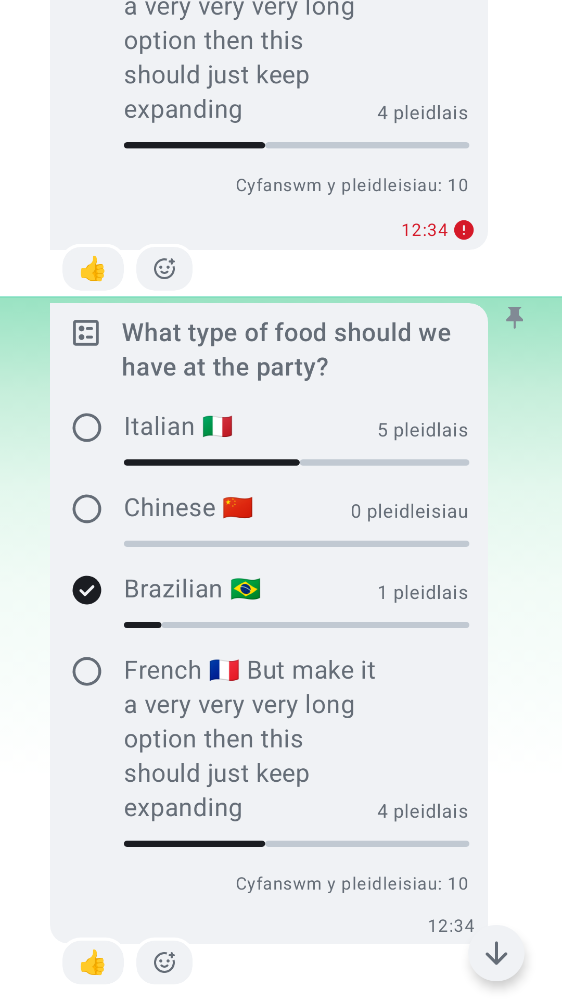 a very very very long
option then this
should just keep
expanding
4 pleidlais
Cyfanswm y pleidleisiau: 10
12:34
What type of food should we
have at the party?
Italian 🇮🇹
5 pleidlais
Chinese 🇨🇳
0 pleidleisiau
Brazilian 🇧🇷
1 pleidlais
French 🇫🇷 But make it
a very very very long
option then this
should just keep
expanding
4 pleidlais
Cyfanswm y pleidleisiau: 10
12:34